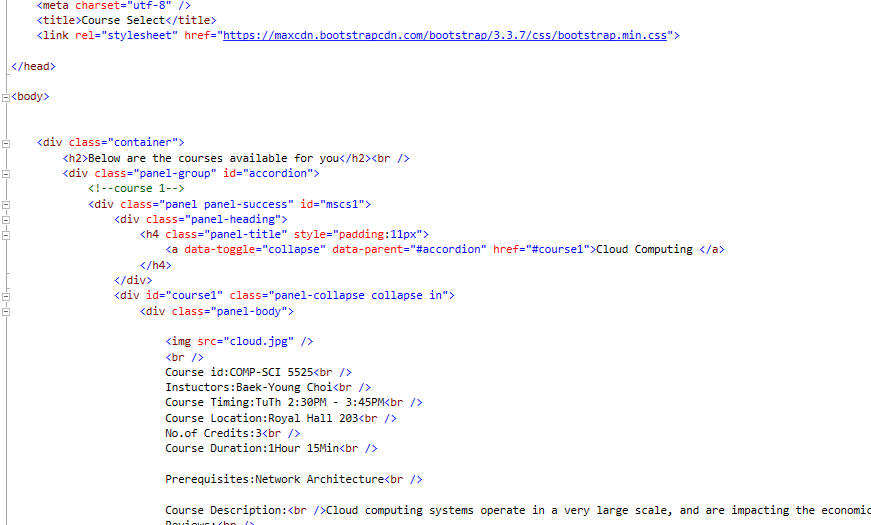 <meta charset="utf-8" />
<title>Course Select</title>
<link rel="stylesheet" href="https://maxcdn.bootstrapcdn.com/bootstrap/3.3.7/css/bootstrap.min.css">
</head>
<body>
<div class="container">
<h2>Below are the courses available for you</h2><br />
<div class="panel-group" id="accordion">
<!--course 1-->
<div class="panel panel-success" id="mscs1">
<div class="panel-heading">
<h4 class="panel-title" style="padding:11px">
<a data-toggle="collapse" data-parent="#accordion" href="#course1">Cloud Computing </a>
</h4>
</div>
<div id="course1" class="panel-collapse collapse in">
<div class="panel-body">
<img src="cloud.jpg" />
<br />
Course id:COMP-SCI 5525<br />
Instuctors:Baek-Young Choi<br />
Course Timing:TuTh 2:30PM - 3:45PM<br />
Course Location:Royal Hall 203<br />
No.of Credits:3<br />
Course Duration:1Hour 15Min<br />
Prerequisites:Network Architecture<br />
Course Description:<br />Cloud computing systems operate in a very large scale, and are impacting the economic
Reviews:<br />